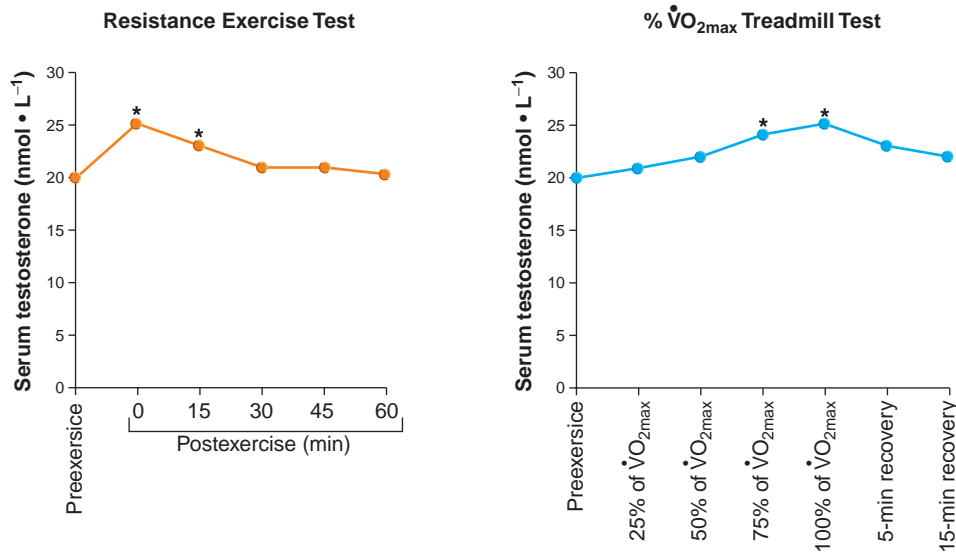 Resistance Exercise Test
Serum testosterone (nmol • L⁻¹)
30
25
20
15
10
5
0
*
*
Preexersice
0
15
30
45
60
Postexercise (min)
% V̇O₂max Treadmill Test
Serum testosterone (nmol • L⁻¹)
30
25
20
15
10
5
0
*
*
Preexersice
25% of V̇O₂max
50% of V̇O₂max
75% of V̇O₂max
100% of V̇O₂max
5-min recovery
15-min recovery